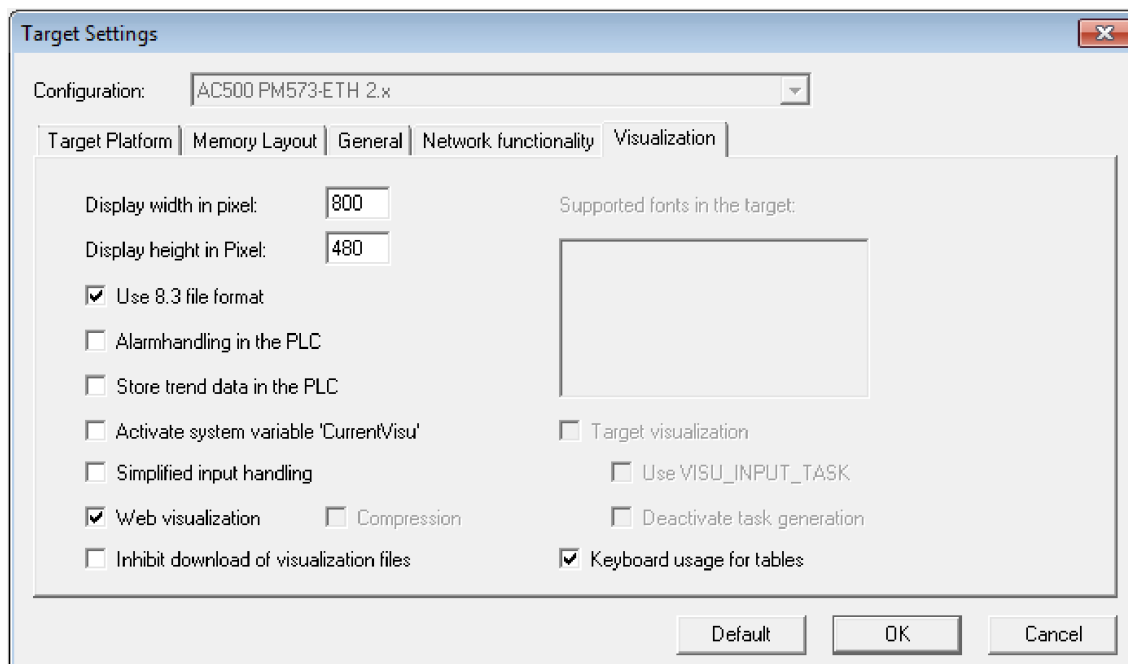 Target Settings
Configuration: AC500 PM573-ETH 2.x
Target Platform Memory Layout General Network functionality Visualization
Display width in pixel: 800 Supported fonts in the target:
Display height in Pixel: 480
Use 8.3 file format
Alarmhandling in the PLC
Store trend data in the PLC
Activate system variable 'CurrentVisu' Target visualization
Simplified input handling Use VISU_INPUT_TASK
Web visualization Compression Deactivate task generation
Inhibit download of visualization files Keyboard usage for tables
Default OK Cancel